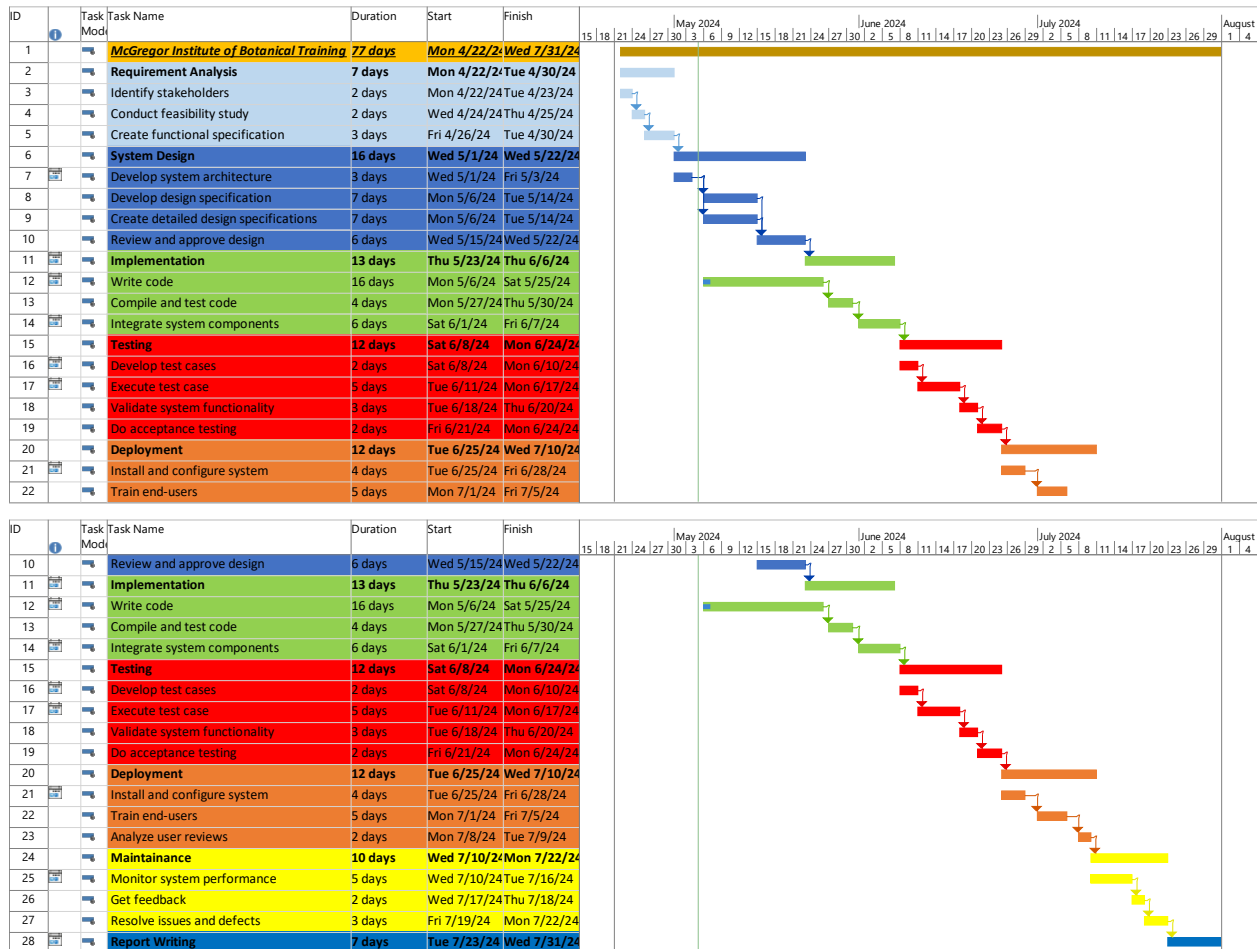 ID Task Mode Task Name Duration Start Finish May 2024 June 2024 July 2024 August
15 18 21 24 27 30 3 6 9 12 15 18 21 24 27 30 2 5 8 11 14 17 20 23 26 29 2 5 8 11 14 17 20 23 26 29 1 4
1 McGregor Institute of Botanical Training 77 days Mon 4/22/24 Wed 7/31/24
2 Requirement Analysis 7 days Mon 4/22/24 Tue 4/30/24
3 Identify stakeholders 2 days Mon 4/22/24 Tue 4/23/24
4 Conduct feasibility study 2 days Wed 4/24/24 Thu 4/25/24
5 Create functional specification 3 days Fri 4/26/24 Tue 4/30/24
6 System Design 16 days Wed 5/1/24 Wed 5/22/24
7 Develop system architecture 3 days Wed 5/1/24 Fri 5/3/24
8 Develop design specification 7 days Mon 5/6/24 Tue 5/14/24
9 Create detailed design specifications 7 days Mon 5/6/24 Tue 5/14/24
10 Review and approve design 6 days Wed 5/15/24 Wed 5/22/24
11 Implementation 13 days Thu 5/23/24 Thu 6/6/24
12 Write code 16 days Mon 5/6/24 Sat 5/25/24
13 Compile and test code 4 days Mon 5/27/24 Thu 5/30/24
14 Integrate system components 6 days Sat 6/1/24 Fri 6/7/24
15 Testing 12 days Sat 6/8/24 Mon 6/24/24
16 Develop test cases 2 days Sat 6/8/24 Mon 6/10/24
17 Execute test case 5 days Tue 6/11/24 Mon 6/17/24
18 Validate system functionality 3 days Tue 6/18/24 Thu 6/20/24
19 Do acceptance testing 2 days Fri 6/21/24 Mon 6/24/24
20 Deployment 12 days Tue 6/25/24 Wed 7/10/24
21 Install and configure system 4 days Tue 6/25/24 Fri 6/28/24
22 Train end-users 5 days Mon 7/1/24 Fri 7/5/24
ID Task Mode Task Name Duration Start Finish May 2024 June 2024 July 2024 August
15 18 21 24 27 30 3 6 9 12 15 18 21 24 27 30 2 5 8 11 14 17 20 23 26 29 2 5 8 11 14 17 20 23 26 29 1 4
10 Review and approve design 6 days Wed 5/15/24 Wed 5/22/24
11 Implementation 13 days Thu 5/23/24 Thu 6/6/24
12 Write code 16 days Mon 5/6/24 Sat 5/25/24
13 Compile and test code 4 days Mon 5/27/24 Thu 5/30/24
14 Integrate system components 6 days Sat 6/1/24 Fri 6/7/24
15 Testing 12 days Sat 6/8/24 Mon 6/24/24
16 Develop test cases 2 days Sat 6/8/24 Mon 6/10/24
17 Execute test case 5 days Tue 6/11/24 Mon 6/17/24
18 Validate system functionality 3 days Tue 6/18/24 Thu 6/20/24
19 Do acceptance testing 2 days Fri 6/21/24 Mon 6/24/24
20 Deployment 12 days Tue 6/25/24 Wed 7/10/24
21 Install and configure system 4 days Tue 6/25/24 Fri 6/28/24
22 Train end-users 5 days Mon 7/1/24 Fri 7/5/24
23 Analyze user reviews 2 days Mon 7/8/24 Tue 7/9/24
24 Maintainance 10 days Wed 7/10/24 Mon 7/22/24
25 Monitor system performance 5 days Wed 7/10/24 Tue 7/16/24
26 Get feedback 2 days Wed 7/17/24 Thu 7/18/24
27 Resolve issues and defects 3 days Fri 7/19/24 Mon 7/22/24
28 Report Writing 7 days Tue 7/23/24 Wed 7/31/24